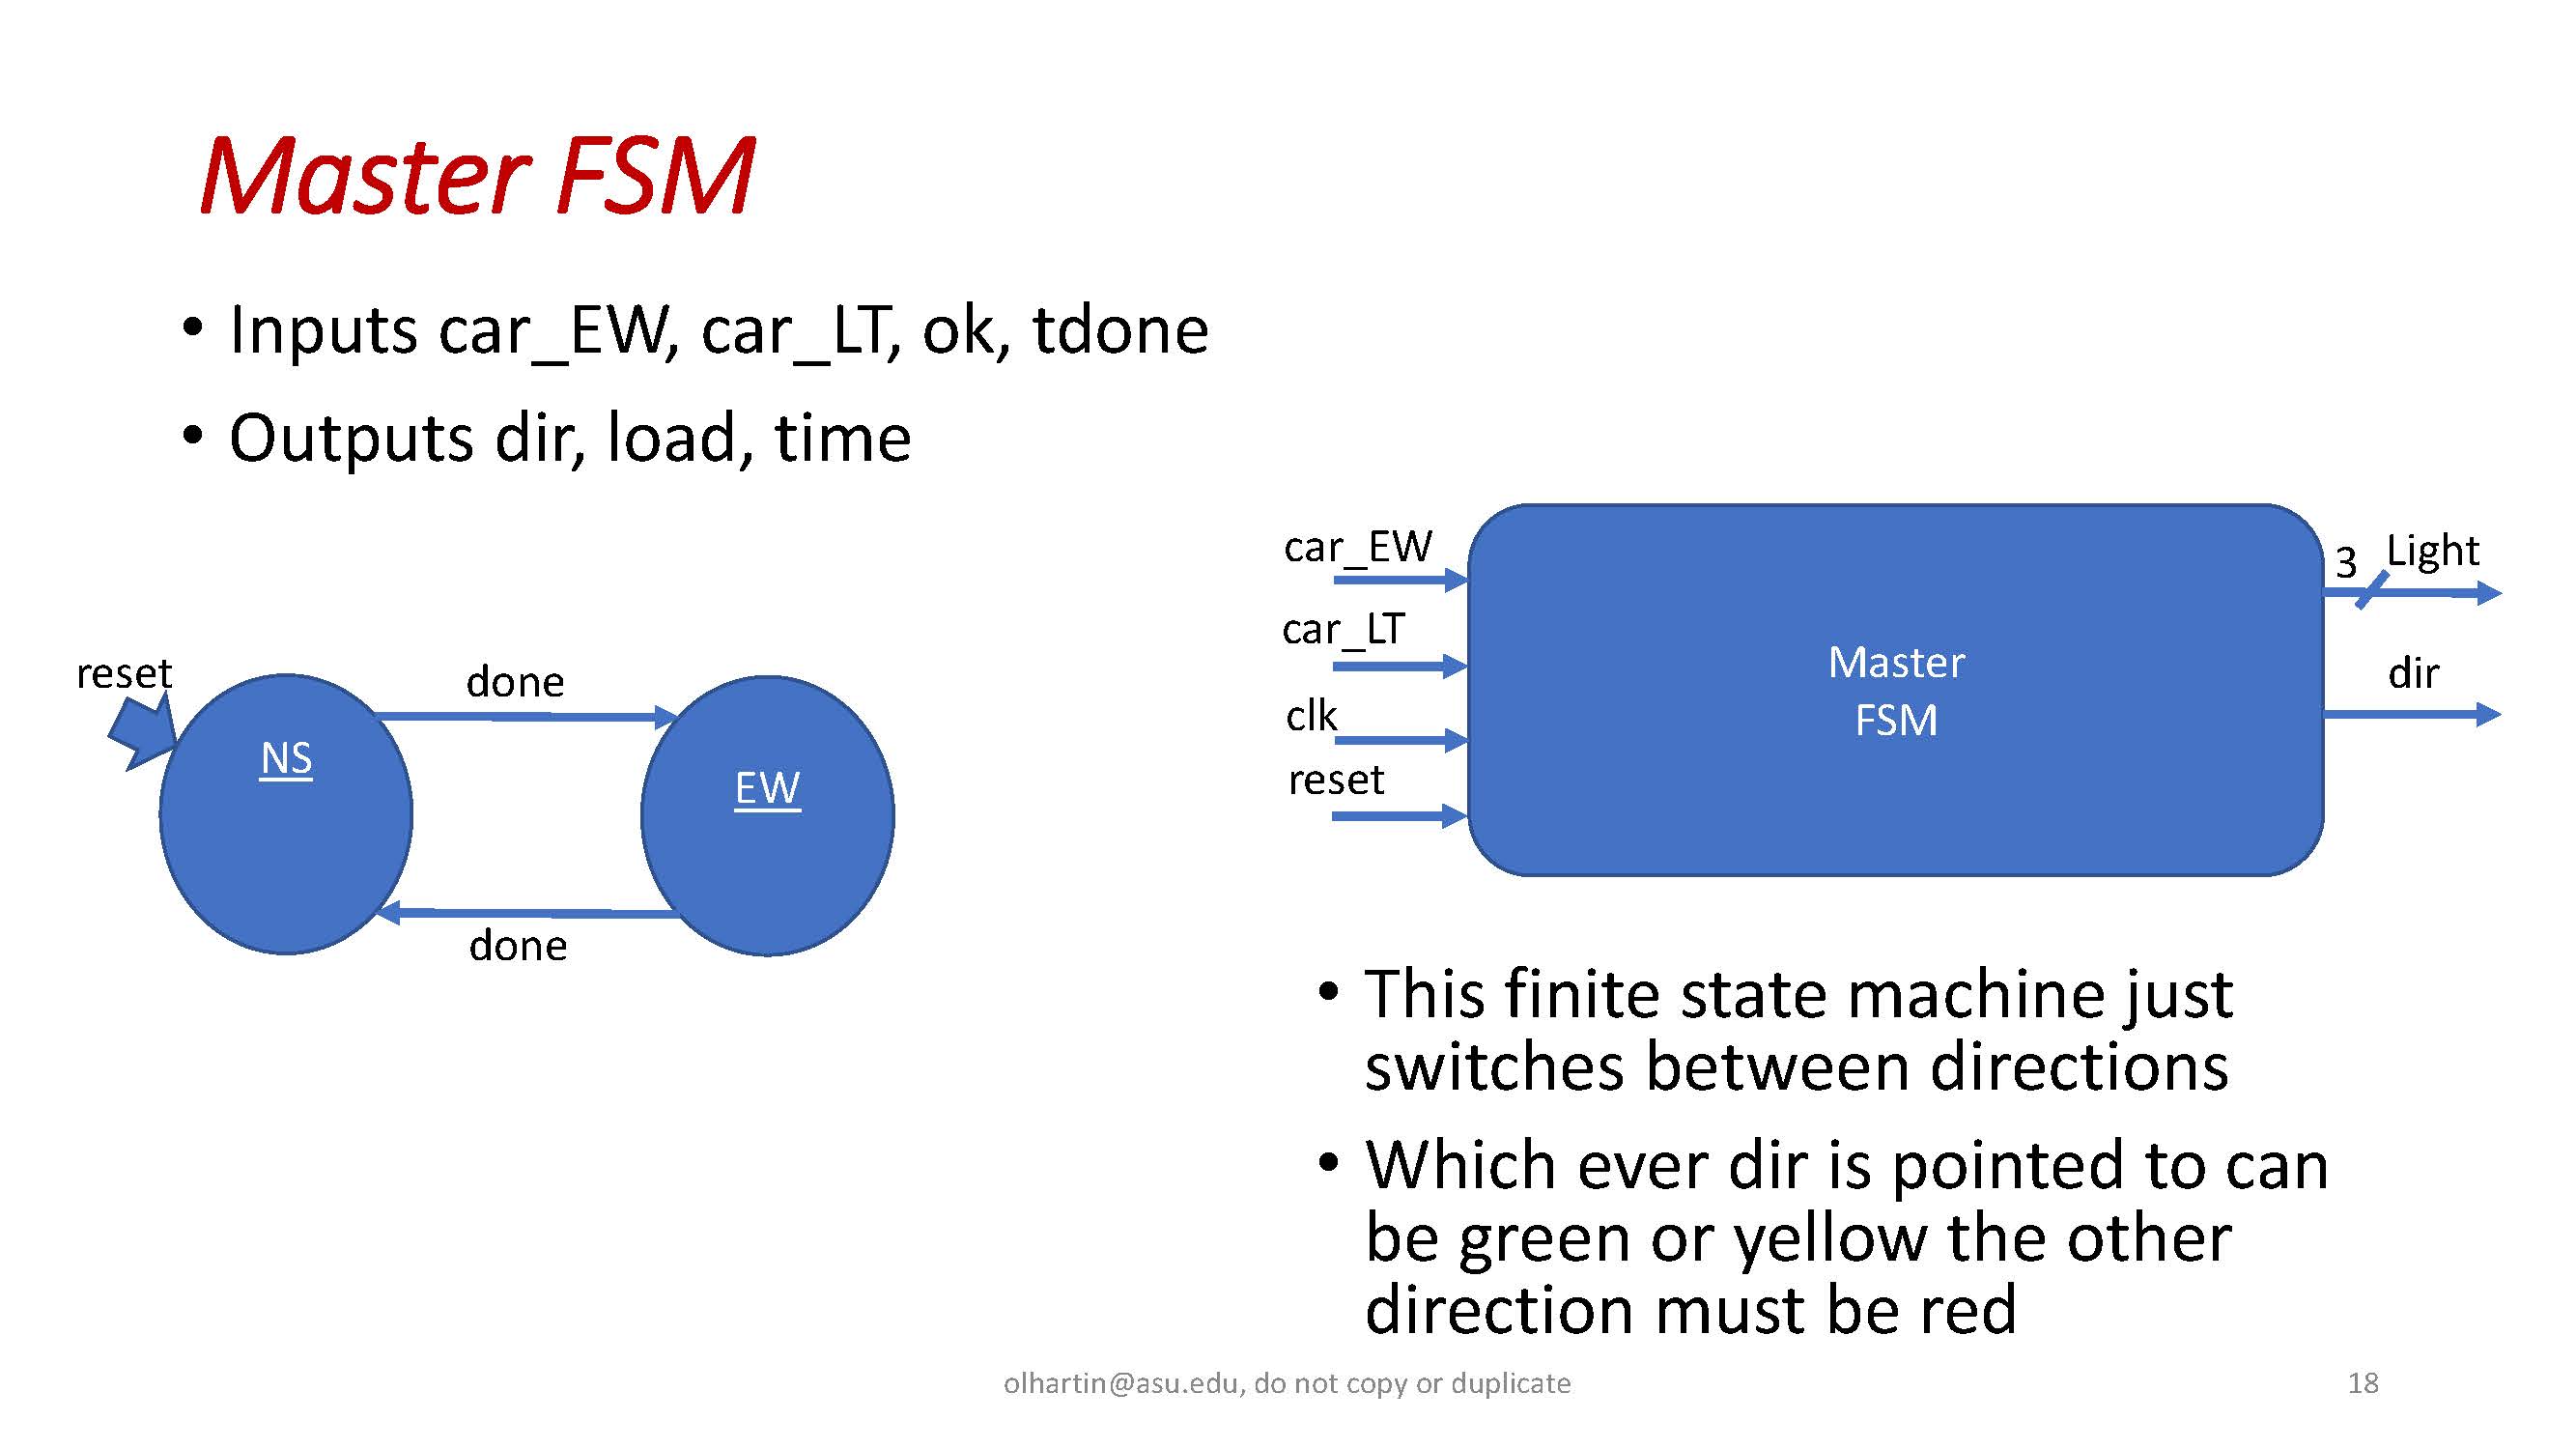 Master FSM
• Inputs car_EW, car_LT, ok, tdone
• Outputs dir, load, time
reset
done
NS
EW
done
car_EW
car_LT
clk
reset
Master
FSM
3
Light
dir
• This finite state machine just
switches between directions
• Which ever dir is pointed to can
be green or yellow the other
direction must be red
olhartin@asu.edu, do not copy or duplicate
18